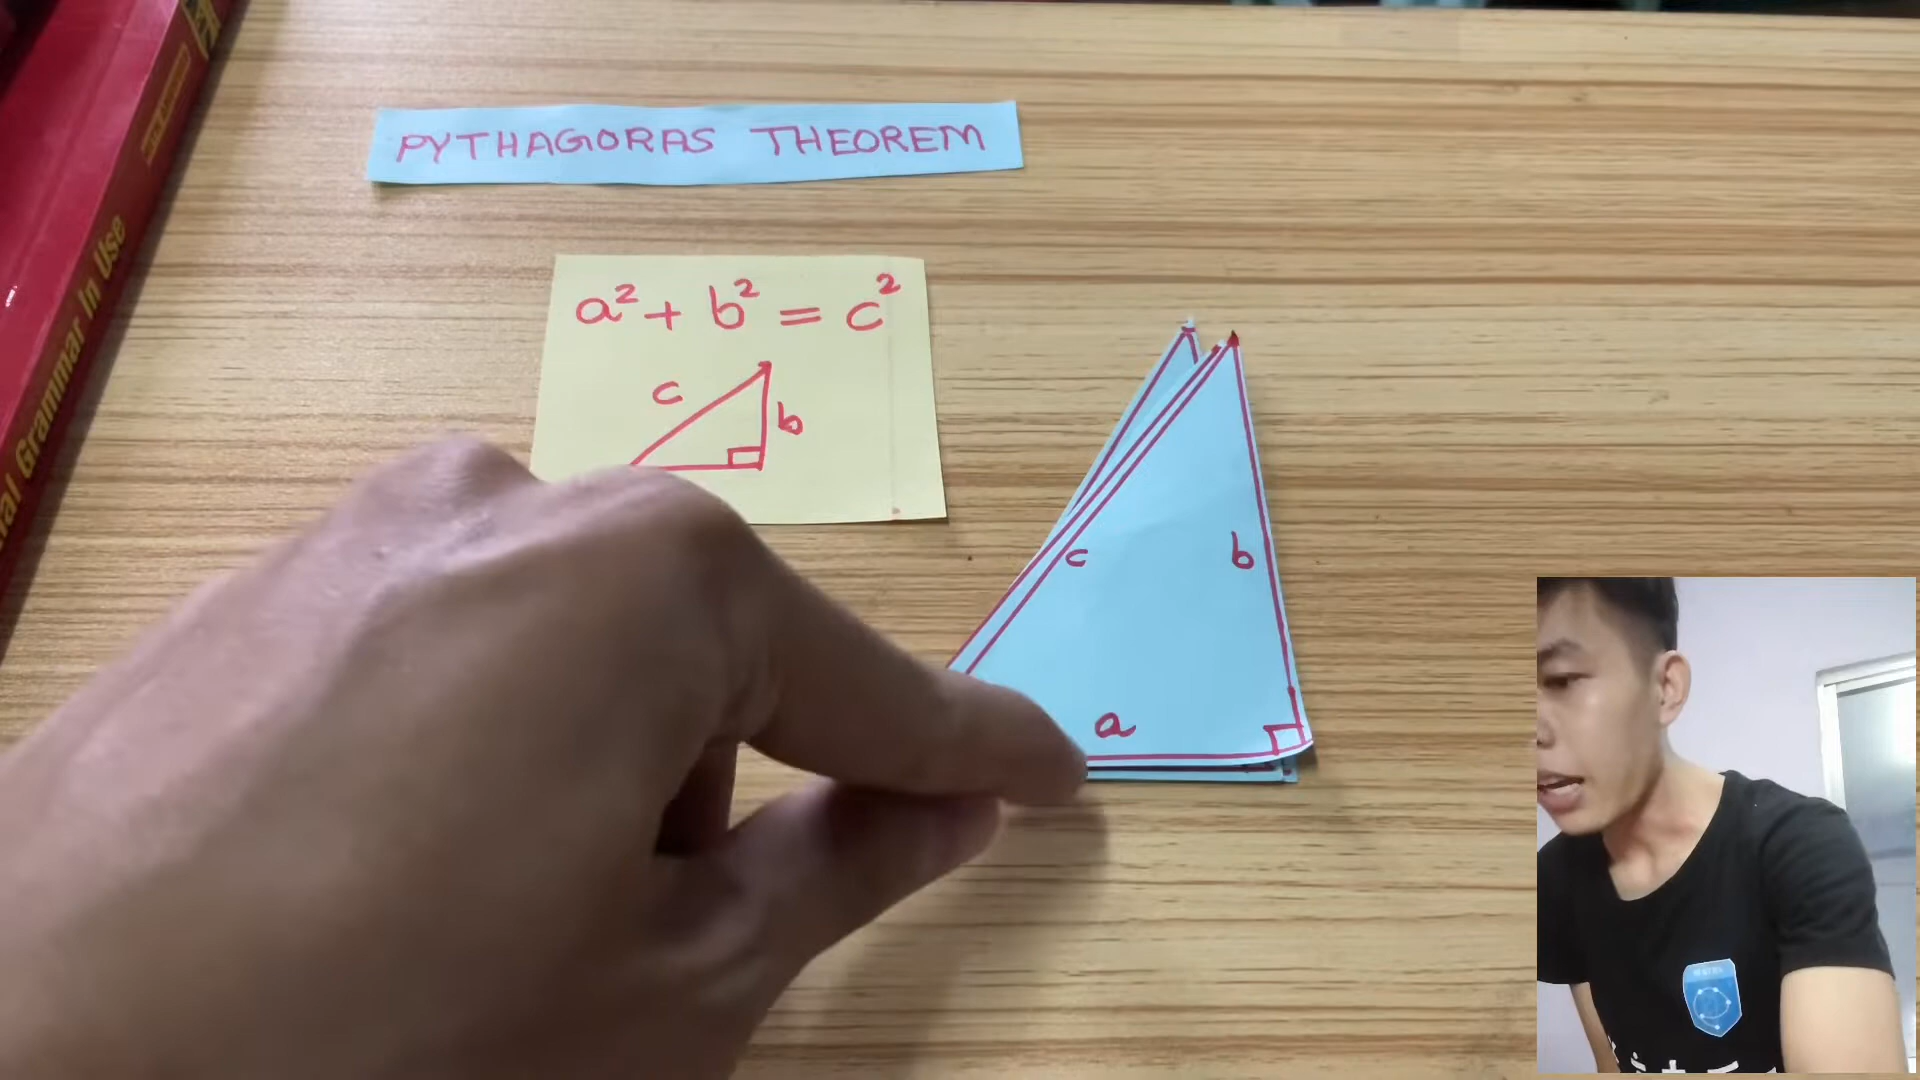 PYTHAGORAS THEOREM
a² + b² = c²
c
b
c
b
a
Grammar In Use